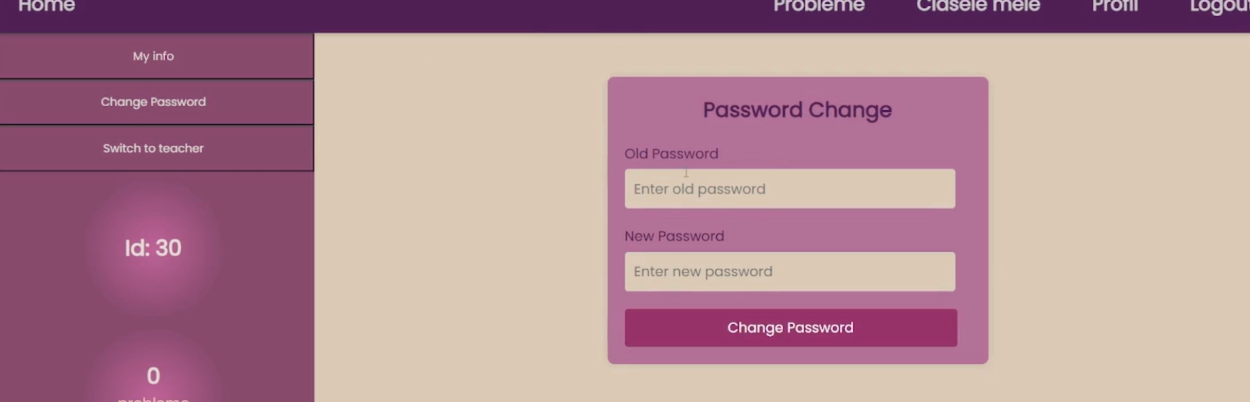 Home
Probleme
Clasele mele
Profil
Logout
My info
Change Password
Switch to teacher
Id: 30
0
probleme
Password Change
Old Password
Enter old password
New Password
Enter new password
Change Password